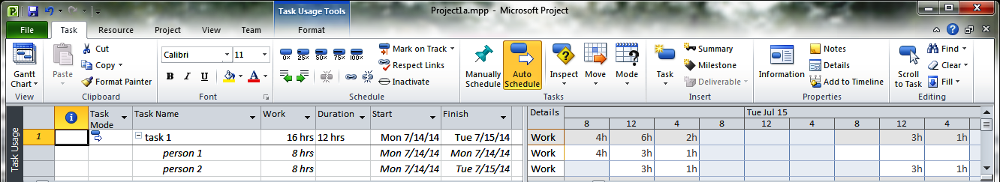 Task Usage Tools Project1a.mpp - Microsoft Project
File Task Resource Project View Team Format
Gantt Chart
View
Paste
Cut
Copy
Format Painter
Clipboard
Calibri 11
B I U A
Font
0% 25% 50% 75% 100%
Mark on Track
Respect Links
Inactivate
Schedule
Manually Schedule
Auto Schedule
Inspect
Move
Mode
Tasks
Task
Summary
Milestone
Deliverable
Insert
Information
Notes
Details
Add to Timeline
Properties
Scroll to Task
Find
Clear
Fill
Editing
Task Usage
Task Mode Task Name Work Duration Start Finish Details Tue Jul 15
8 12 4 8 8 12 4
1 task 1 16 hrs 12 hrs Mon 7/14/14 Tue 7/15/14 Work 4h 6h 2h 3h 1h
person 1 8 hrs Mon 7/14/14 Mon 7/14/14 Work 4h 3h 1h
person 2 8 hrs Mon 7/14/14 Tue 7/15/14 Work 3h 1h 3h 1h